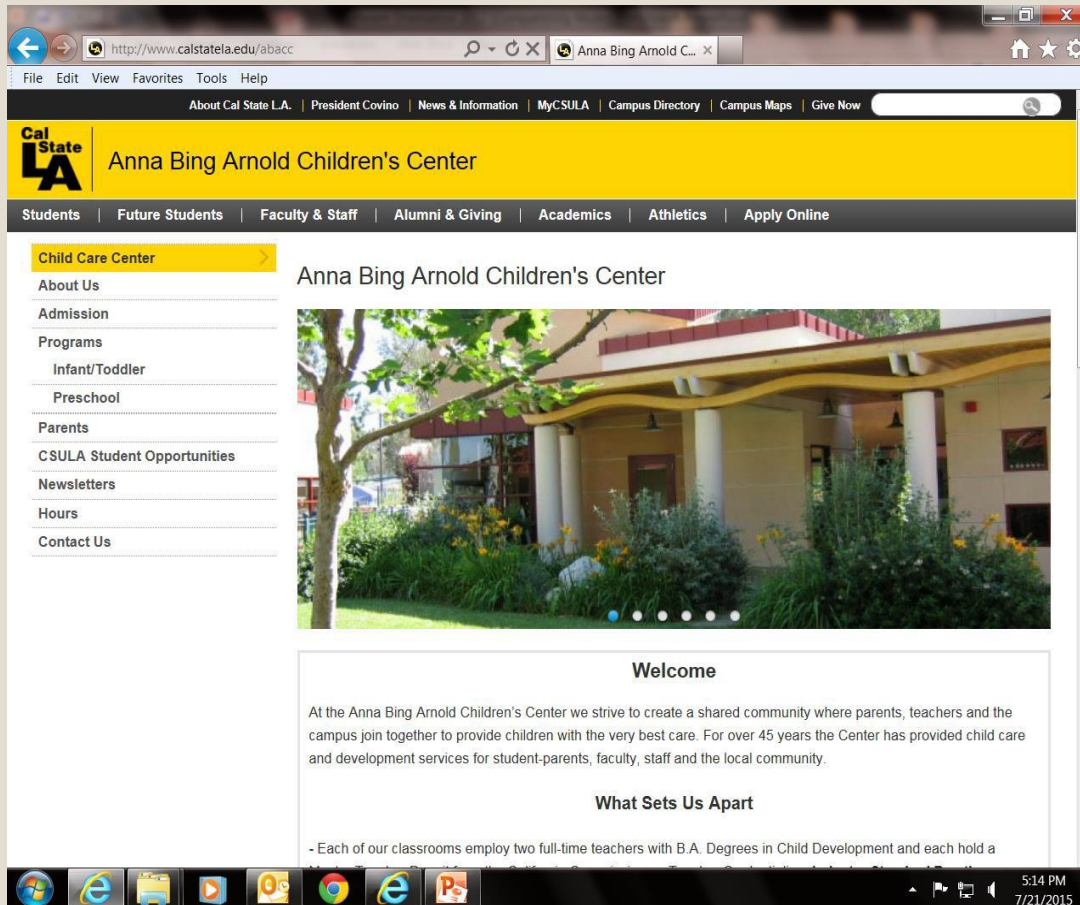 http://www.calstatela.edu/abacc
Anna Bing Arnold C...
File Edit View Favorites Tools Help
About Cal State L.A. | President Covino | News & Information | MyCSULA | Campus Directory | Campus Maps | Give Now
Cal State LA
Anna Bing Arnold Children's Center
Students | Future Students | Faculty & Staff | Alumni & Giving | Academics | Athletics | Apply Online
Child Care Center
About Us
Admission
Programs
Infant/Toddler
Preschool
Parents
CSULA Student Opportunities
Newsletters
Hours
Contact Us
Anna Bing Arnold Children's Center
Welcome
At the Anna Bing Arnold Children's Center we strive to create a shared community where parents, teachers and the
campus join together to provide children with the very best care. For over 45 years the Center has provided child care
and development services for student-parents, faculty, staff and the local community.
What Sets Us Apart
- Each of our classrooms employ two full-time teachers with B.A. Degrees in Child Development and each hold a
5:14 PM
7/21/2015